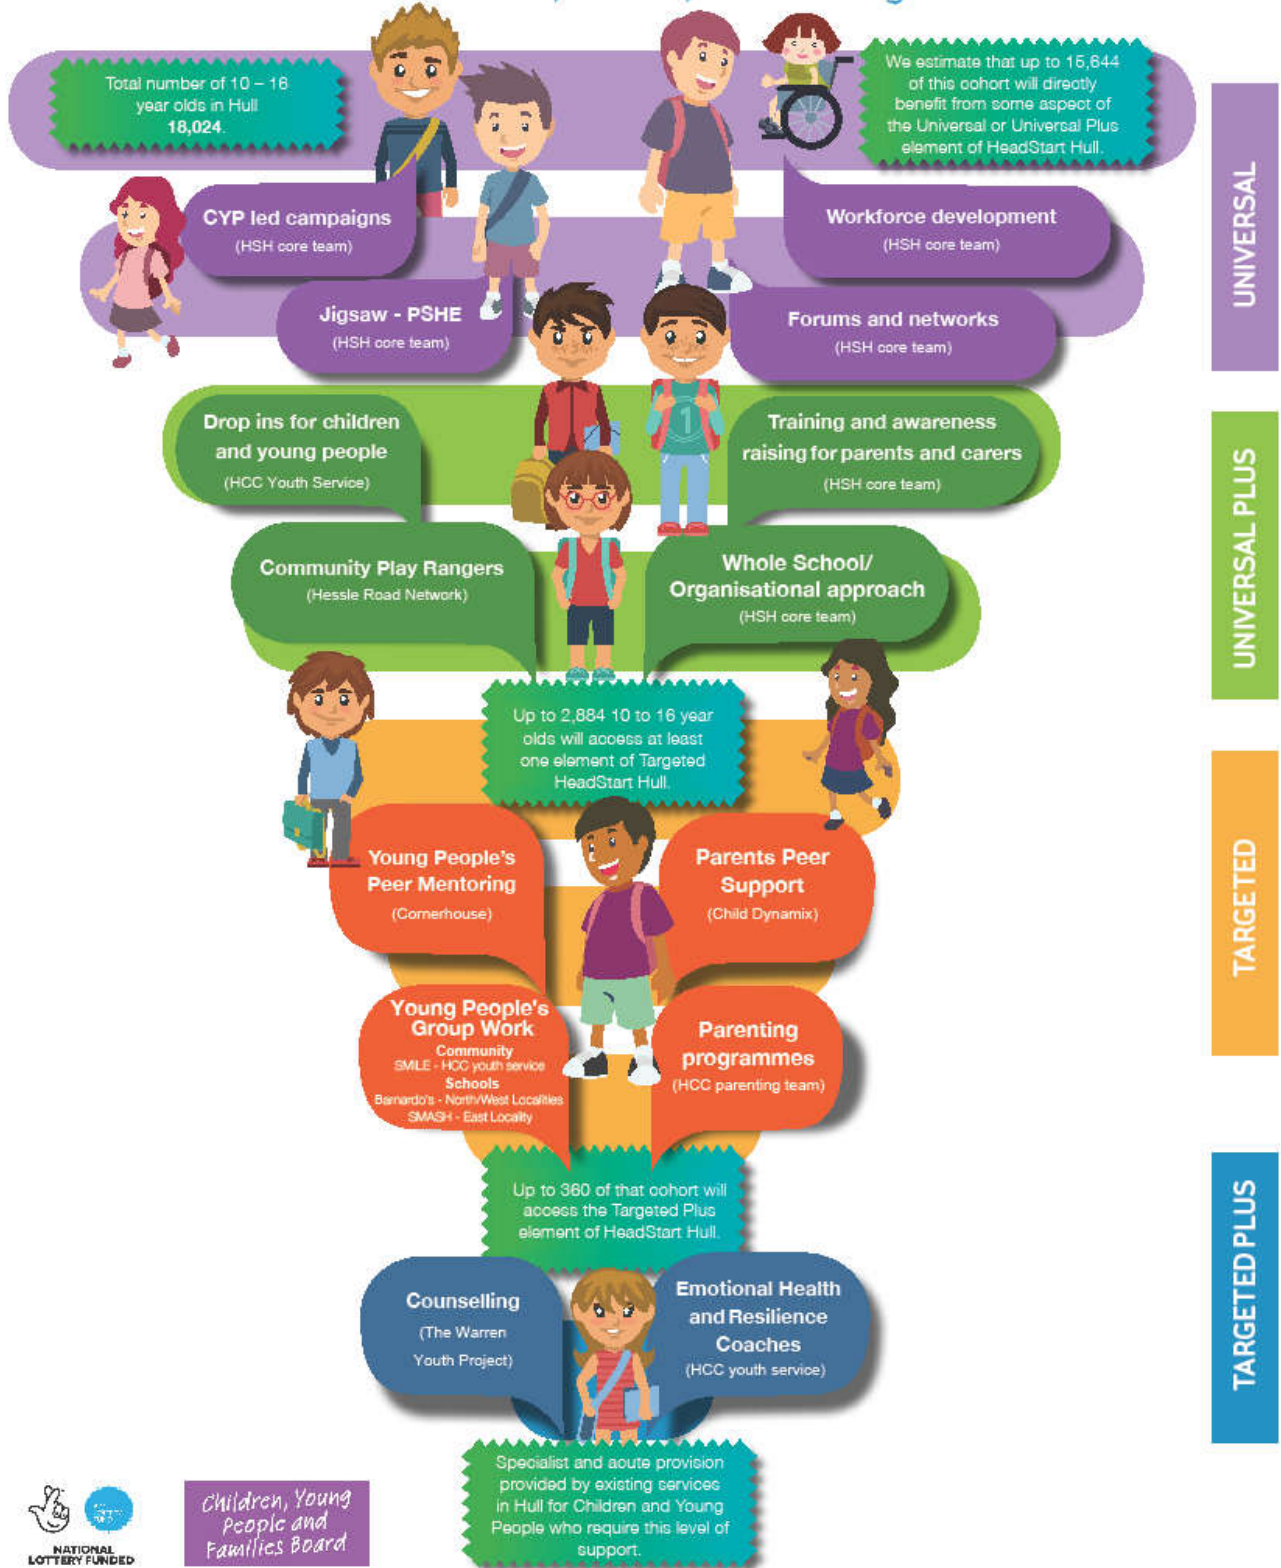 Total number of 10 – 16
year olds in Hull
18,024.
We estimate that up to 15,644
of this cohort will directly
benefit from some aspect of
the Universal or Universal Plus
element of HeadStart Hull.
UNIVERSAL
CYP led campaigns
(HSH core team)
Workforce development
(HSH core team)
Jigsaw - PSHE
(HSH core team)
Forums and networks
(HSH core team)
UNIVERSAL PLUS
Drop ins for children
and young people
(HCC Youth Service)
1
Training and awareness
raising for parents and carers
(HSH core team)
Community Play Rangers
(Hessle Road Network)
Whole School/
Organisational approach
(HSH core team)
Up to 2,884 10 to 16 year
olds will access at least
one element of Targeted
HeadStart Hull.
TARGETED
Young People's
Peer Mentoring
(Cornerhouse)
Parents Peer
Support
(Child Dynamix)
Young People's
Group Work
Community
SMILE - HCC youth service
Schools
Barnardo's - North/West Localities
SMASH - East Locality
Parenting
programmes
(HCC parenting team)
Up to 360 of that cohort will
access the Targeted Plus
element of HeadStart Hull.
TARGETED PLUS
Counselling
(The Warren
Youth Project)
Emotional Health
and Resilience
Coaches
(HCC youth service)
Specialist and acute provision
provided by existing services
in Hull for Children and Young
People who require this level of
support.
NATIONAL
LOTTERY FUNDED
Children, Young
People and
Families Board